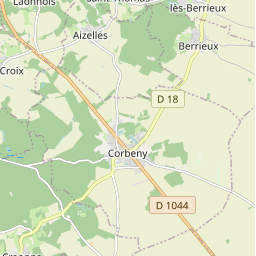 Laonnois
Saint-Thomas
lès-Berrieux
Aizelles
Berrieux
Croix
D 18
Corbeny
D 1044